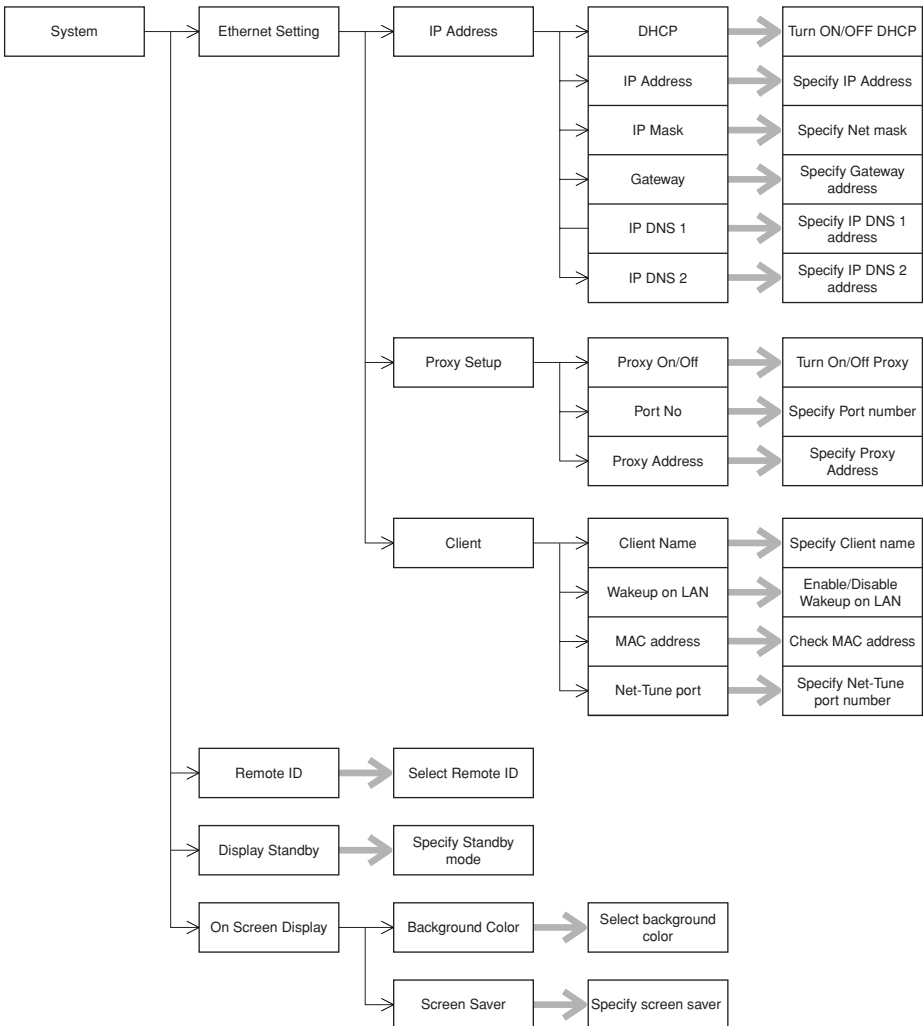 System
Ethernet Setting
IP Address
DHCP
Turn ON/OFF DHCP
IP Address
Specify IP Address
IP Mask
Specify Net mask
Gateway
Specify Gateway
address
IP DNS 1
Specify IP DNS 1
address
IP DNS 2
Specify IP DNS 2
address
Proxy Setup
Proxy On/Off
Turn On/Off Proxy
Port No
Specify Port number
Proxy Address
Specify Proxy
Address
Client
Client Name
Specify Client name
Wakeup on LAN
Enable/Disable
Wakeup on LAN
MAC address
Check MAC address
Net-Tune port
Specify Net-Tune
port number
Remote ID
Select Remote ID
Display Standby
Specify Standby
mode
On Screen Display
Background Color
Select background
color
Screen Saver
Specify screen saver